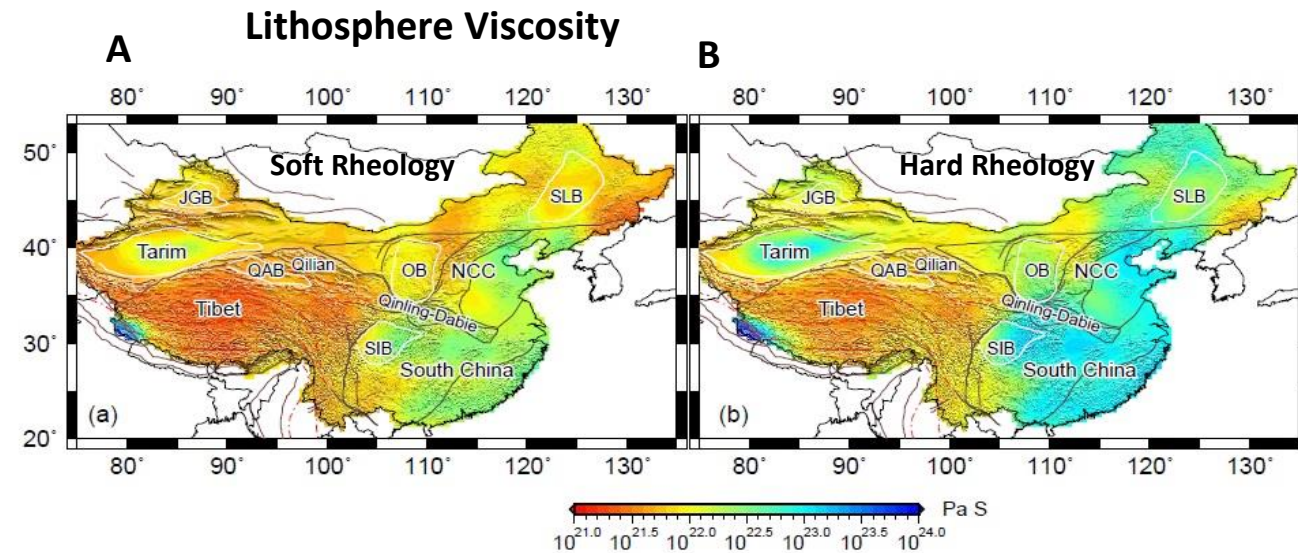 Lithosphere Viscosity
A
B
80˚ 90˚ 100˚ 110˚ 120˚ 130˚
80˚ 90˚ 100˚ 110˚ 120˚ 130˚
50˚
40˚
30˚
20˚
Soft Rheology
JGB
SLB
Tarim
QAB
Qilian
OB
NCC
Tibet
Qinling-Dabie
SIB
South China
(a)
Hard Rheology
JGB
SLB
Tarim
QAB
Qilian
OB
NCC
Tibet
Qinling-Dabie
SIB
South China
(b)
80˚ 90˚ 100˚ 110˚ 120˚ 130˚
80˚ 90˚ 100˚ 110˚ 120˚ 130˚
Pa S
10^21.0 10^21.5 10^22.0 10^22.5 10^23.0 10^23.5 10^24.0